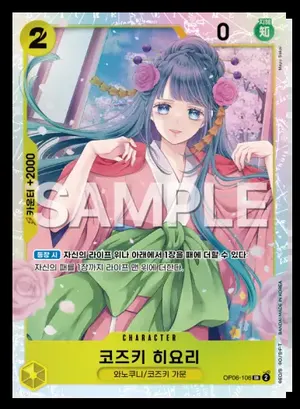 2
0
지혜
知
카운터 +2000
SAMPLE
등장 시 자신의 라이프 위나 아래에서 1장을 패에 더할 수 있다
자신의 패를 1장까지 라이프 맨 위에 더한다.
CHARACTER
코즈키 히요리
와노쿠니/코즈키 가문
OP06-106 2